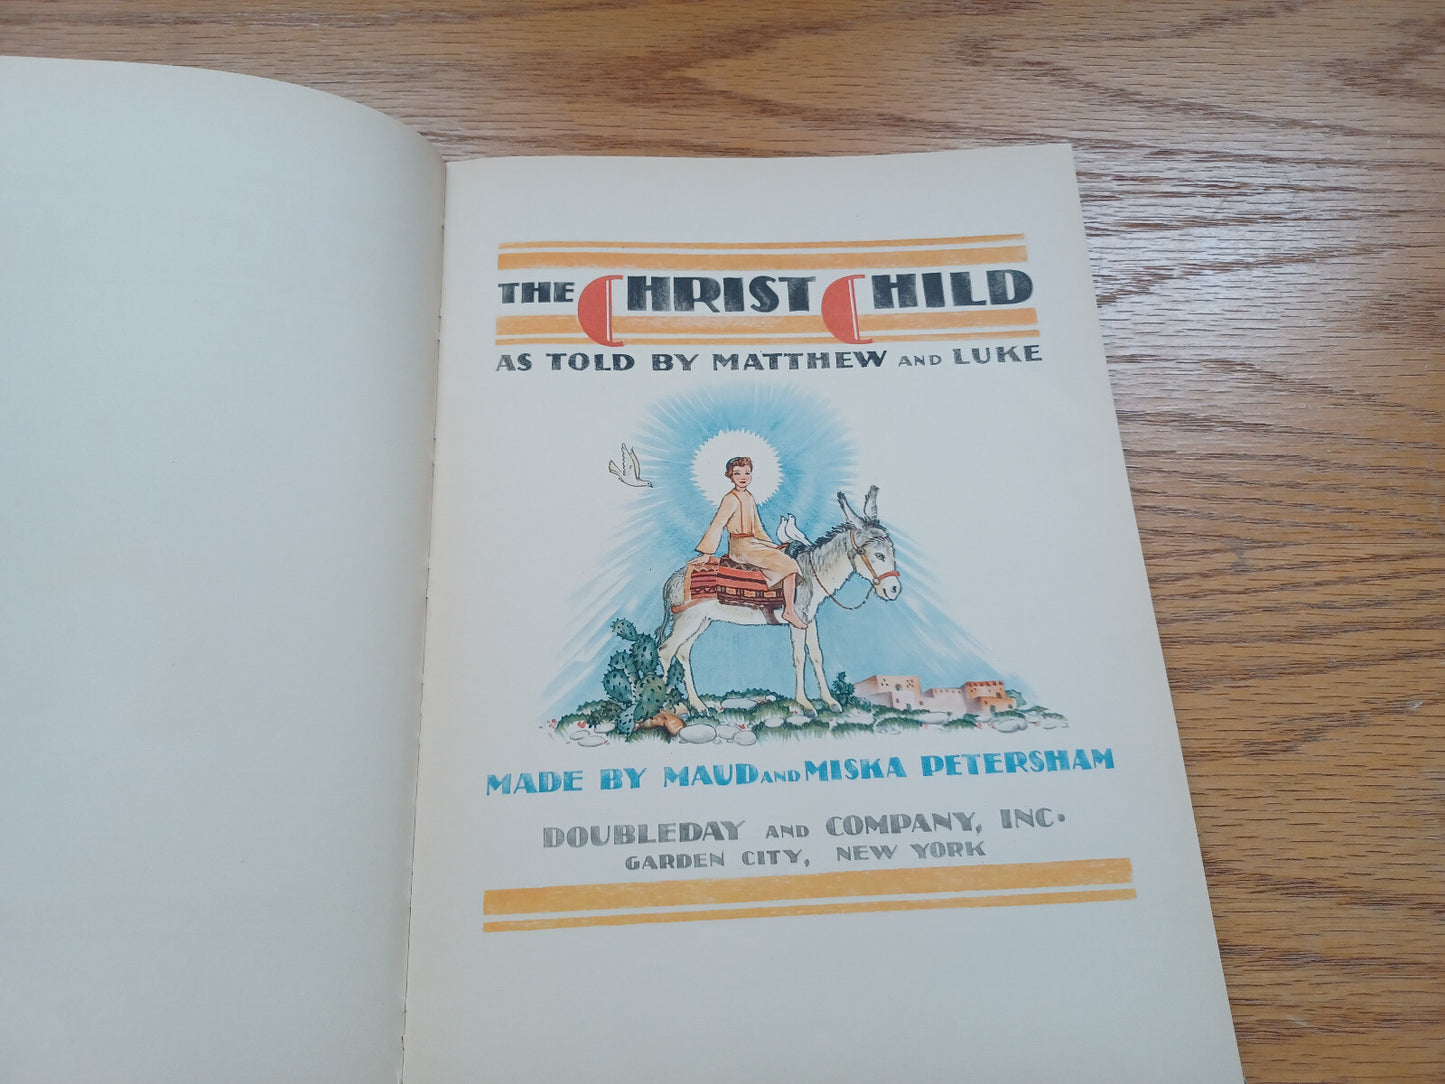 THE CHRIST CHILD
AS TOLD BY MATTHEW AND LUKE
MADE BY MAUD AND MISKA PETERSHAM
DOUBLEDAY AND COMPANY, INC.
GARDEN CITY, NEW YORK